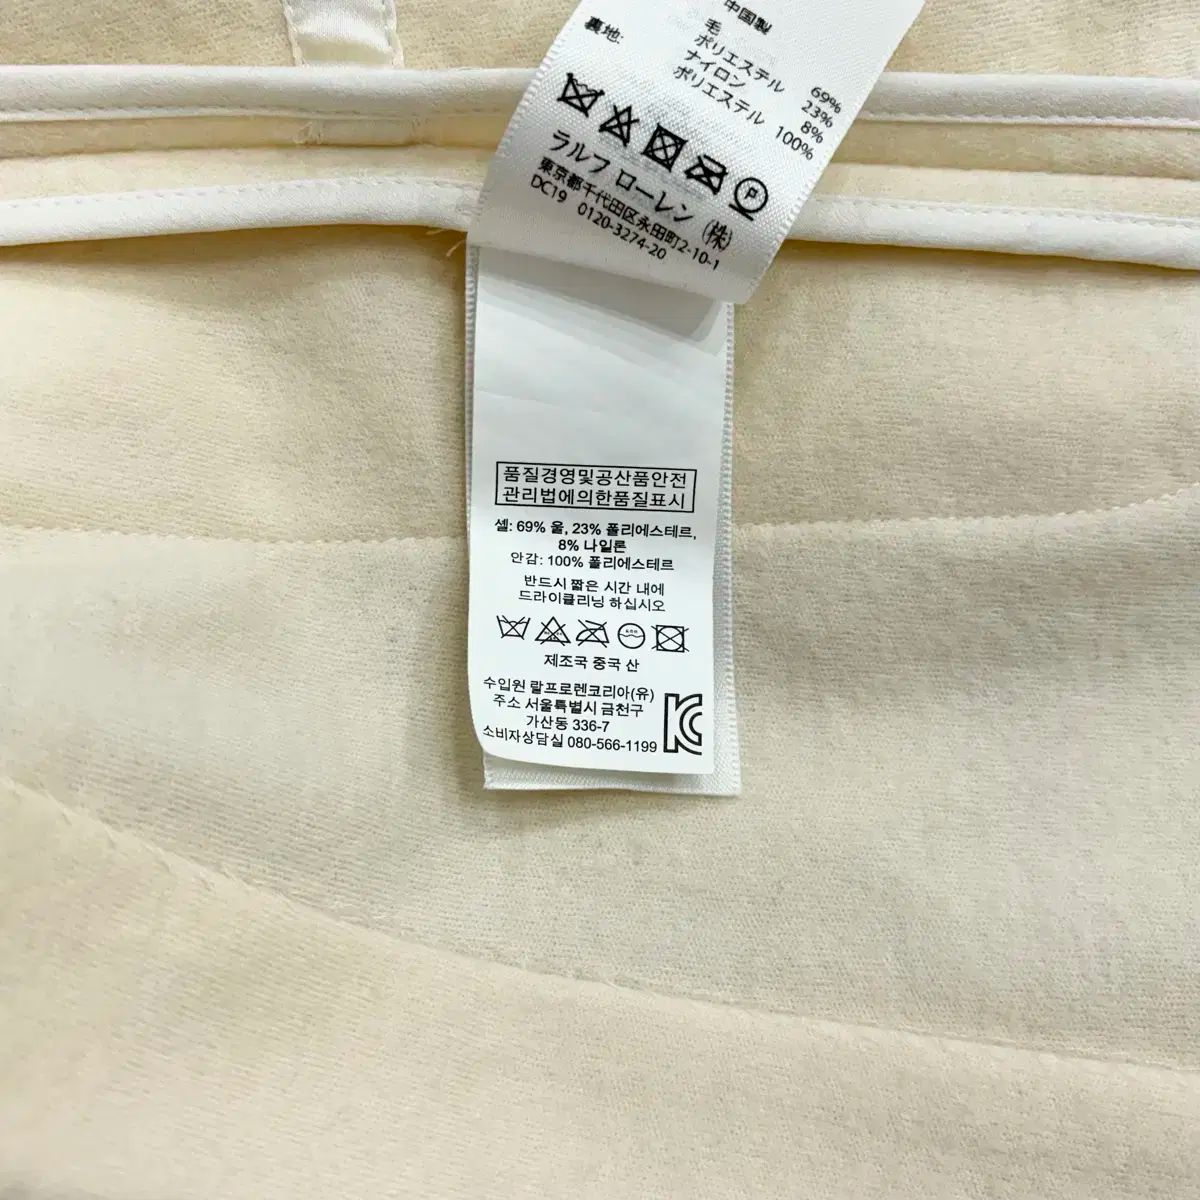 中国製
毛 69%
ポリエステル 23%
ナイロン 8%
裏地: ポリエステル 100%
P
ラルフ ローレン (株)
東京都千代田区永田町2-10-1
DC19 0120-3274-20
품질경영및공산품안전
관리법에의한품질표시
셀: 69% 울, 23% 폴리에스테르,
8% 나일론
안감: 100% 폴리에스테르
반드시 짧은 시간 내에
드라이클리닝 하십시오
제조국 중국 산
수입원 랄프로렌코리아(유)
주소 서울특별시 금천구
가산동 336-7
소비자상담실 080-566-1199